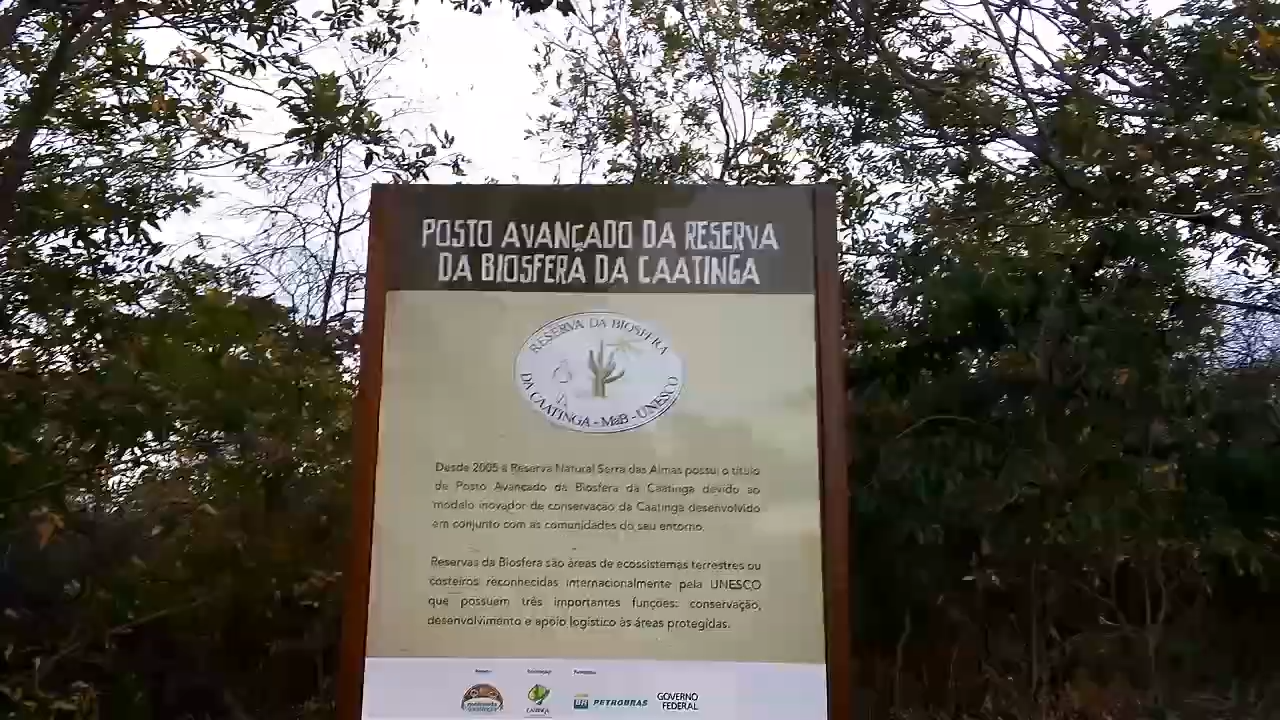 POSTO AVANÇADO DA RESERVA
DA BIOSFERA DA CAATINGA
RESERVA DA BIOSFERA
DA CAATINGA - MaB - UNESCO
Desde 2005 a Reserva Natural Serra das Almas possui o título
de Posto Avançado da Biosfera da Caatinga devido ao
modelo inovador de conservação da Caatinga desenvolvido
em conjunto com as comunidades do seu entorno.
Reservas da Biosfera são áreas de ecossistemas terrestres ou
costeiros reconhecidas internacionalmente pela UNESCO
que possuem três importantes funções: conservação,
desenvolvimento e apoio logístico às áreas protegidas.
CAATINGA
BR PETROBRAS
GOVERNO
FEDERAL